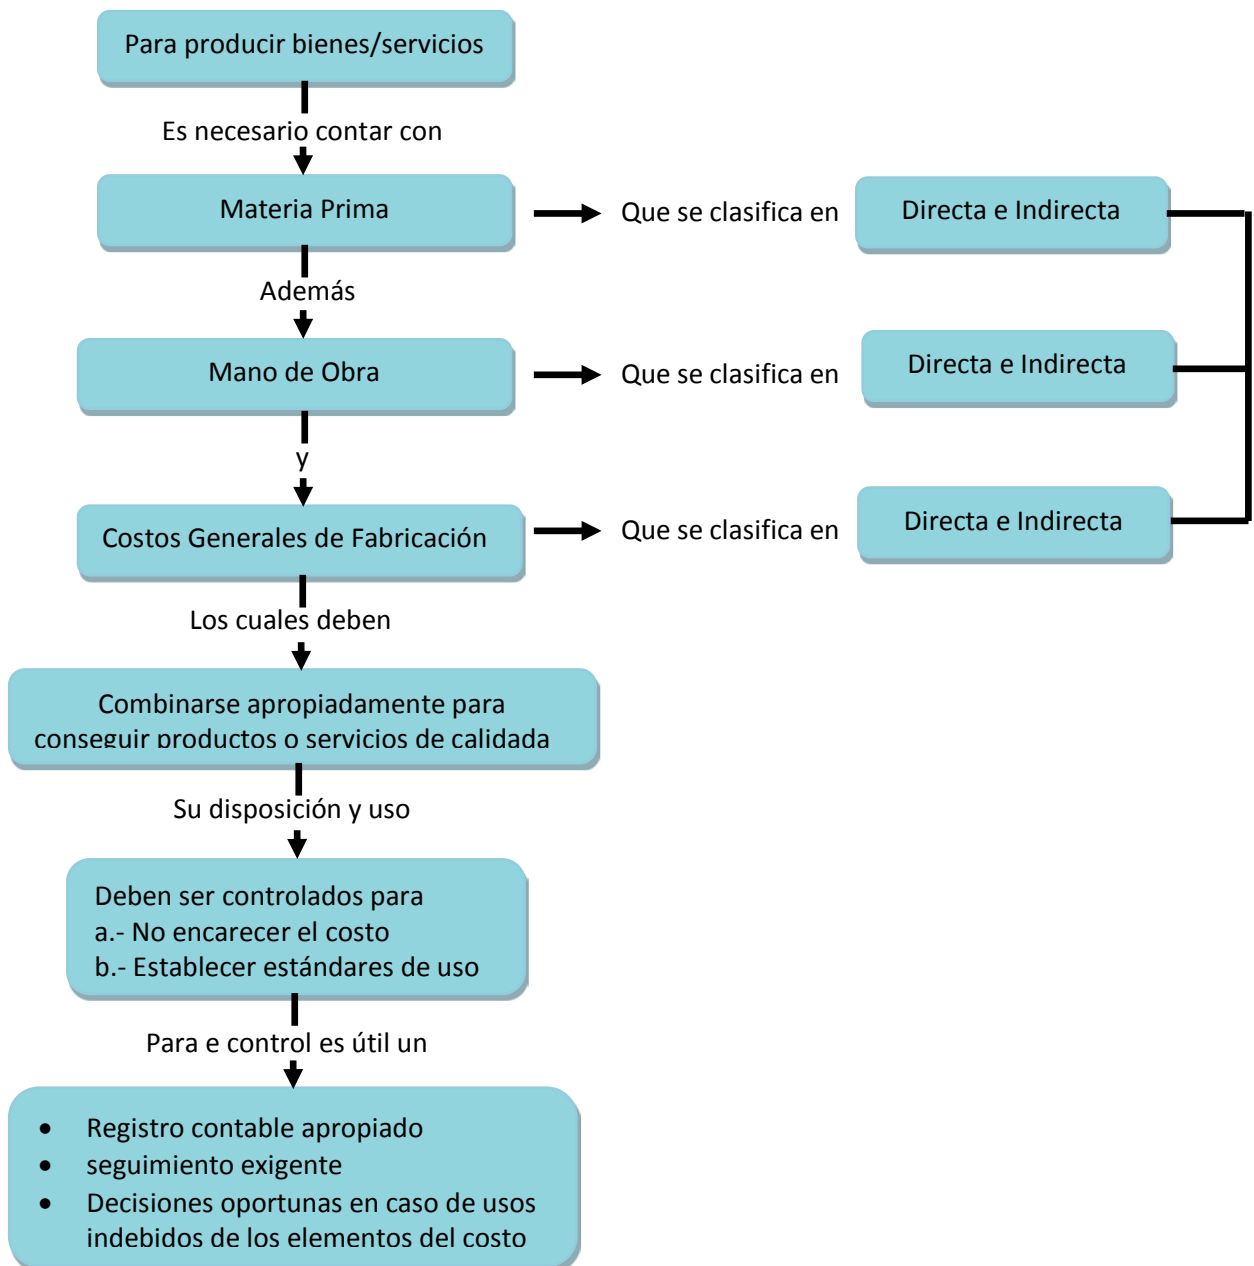 Para producir bienes/servicios
Es necesario contar con
Materia Prima
Que se clasifica en
Directa e Indirecta
Además
Mano de Obra
Que se clasifica en
Directa e Indirecta
y
Costos Generales de Fabricación
Que se clasifica en
Directa e Indirecta
Los cuales deben
Combinarse apropiadamente para
conseguir productos o servicios de calidada
Su disposición y uso
Deben ser controlados para
a.- No encarecer el costo
b.- Establecer estándares de uso
Para e control es útil un
• Registro contable apropiado
• seguimiento exigente
• Decisiones oportunas en caso de usos
indebidos de los elementos del costo